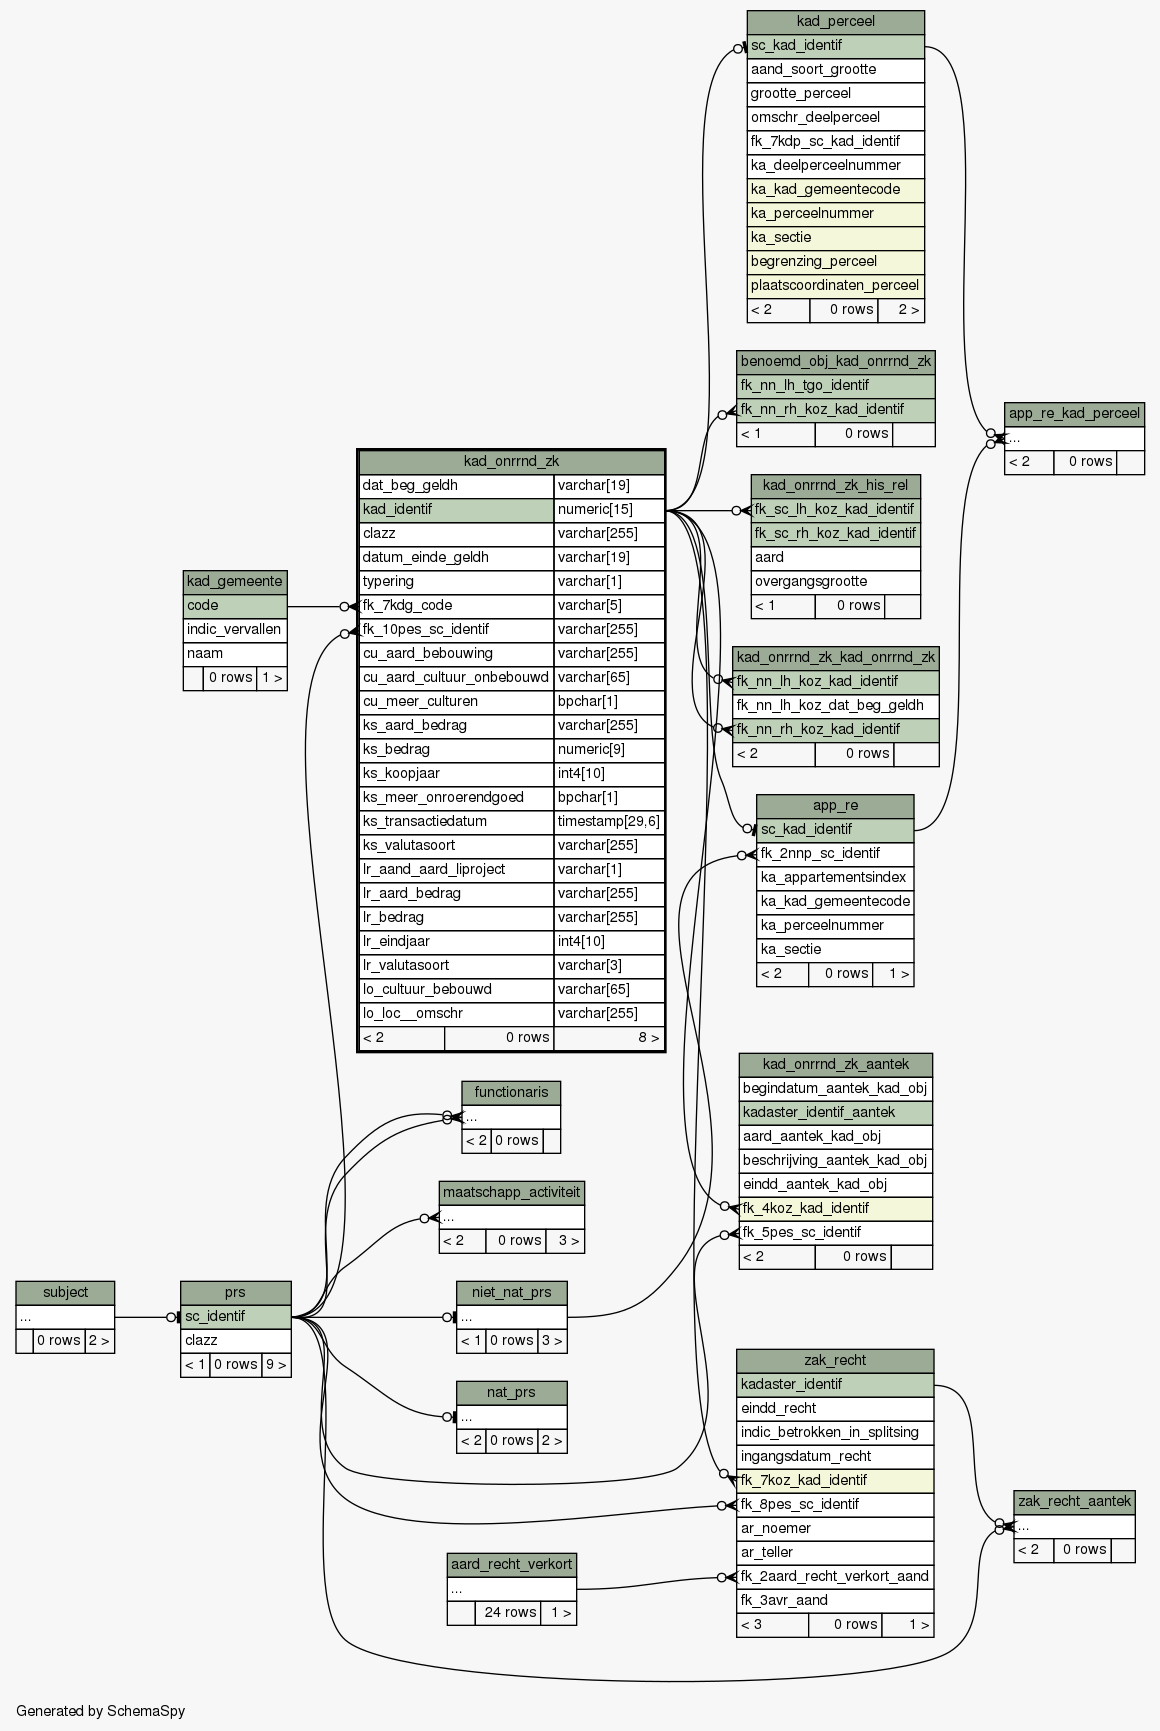 kad_perceel
sc_kad_identif
aand_soort_grootte
grootte_perceel
omschr_deelperceel
fk_7kdp_sc_kad_identif
ka_deelperceelnummer
ka_kad_gemeentecode
ka_perceelnummer
ka_sectie
begrenzing_perceel
plaatscoordinaten_perceel
< 2 0 rows 2 >
benoemd_obj_kad_onrrnd_zk
fk_nn_lh_tgo_identif
fk_nn_rh_koz_kad_identif
< 1 0 rows
app_re_kad_perceel
...
< 2 0 rows
kad_onrrnd_zk
dat_beg_geldh varchar[19]
kad_identif numeric[15]
clazz varchar[255]
datum_einde_geldh varchar[19]
typering varchar[1]
fk_7kdg_code varchar[5]
fk_10pes_sc_identif varchar[255]
cu_aard_bebouwing varchar[255]
cu_aard_cultuur_onbebouwd varchar[65]
cu_meer_culturen bpchar[1]
ks_aard_bedrag varchar[255]
ks_bedrag numeric[9]
ks_koopjaar int4[10]
ks_meer_onroerendgoed bpchar[1]
ks_transactiedatum timestamp[29,6]
ks_valutasoort varchar[255]
lr_aand_aard_liproject varchar[1]
lr_aard_bedrag varchar[255]
lr_bedrag varchar[255]
lr_eindjaar int4[10]
lr_valutasoort varchar[3]
lo_cultuur_bebouwd varchar[65]
lo_loc__omschr varchar[255]
< 2 0 rows 8 >
kad_onrrnd_zk_his_rel
fk_sc_lh_koz_kad_identif
fk_sc_rh_koz_kad_identif
aard
overgangsgrootte
< 1 0 rows
kad_gemeente
code
indic_vervallen
naam
0 rows 1 >
kad_onrrnd_zk_kad_onrrnd_zk
fk_nn_lh_koz_kad_identif
fk_nn_lh_koz_dat_beg_geldh
fk_nn_rh_koz_kad_identif
< 2 0 rows
app_re
sc_kad_identif
fk_2nnp_sc_identif
ka_appartementsindex
ka_kad_gemeentecode
ka_perceelnummer
ka_sectie
< 2 0 rows 1 >
kad_onrrnd_zk_aantek
begindatum_aantek_kad_obj
kadaster_identif_aantek
aard_aantek_kad_obj
beschrijving_aantek_kad_obj
eindd_aantek_kad_obj
fk_4koz_kad_identif
fk_5pes_sc_identif
< 2 0 rows
functionaris
...
< 2 0 rows
maatschapp_activiteit
...
< 2 0 rows 3 >
subject
...
0 rows 2 >
prs
sc_identif
clazz
< 1 0 rows 9 >
niet_nat_prs
...
< 1 0 rows 3 >
nat_prs
...
< 2 0 rows 2 >
zak_recht
kadaster_identif
eindd_recht
indic_betrokken_in_splitsing
ingangsdatum_recht
fk_7koz_kad_identif
fk_8pes_sc_identif
ar_noemer
ar_teller
fk_2aard_recht_verkort_aand
fk_3avr_aand
< 3 0 rows 1 >
zak_recht_aantek
...
< 2 0 rows
aard_recht_verkort
...
24 rows 1 >
Generated by SchemaSpy